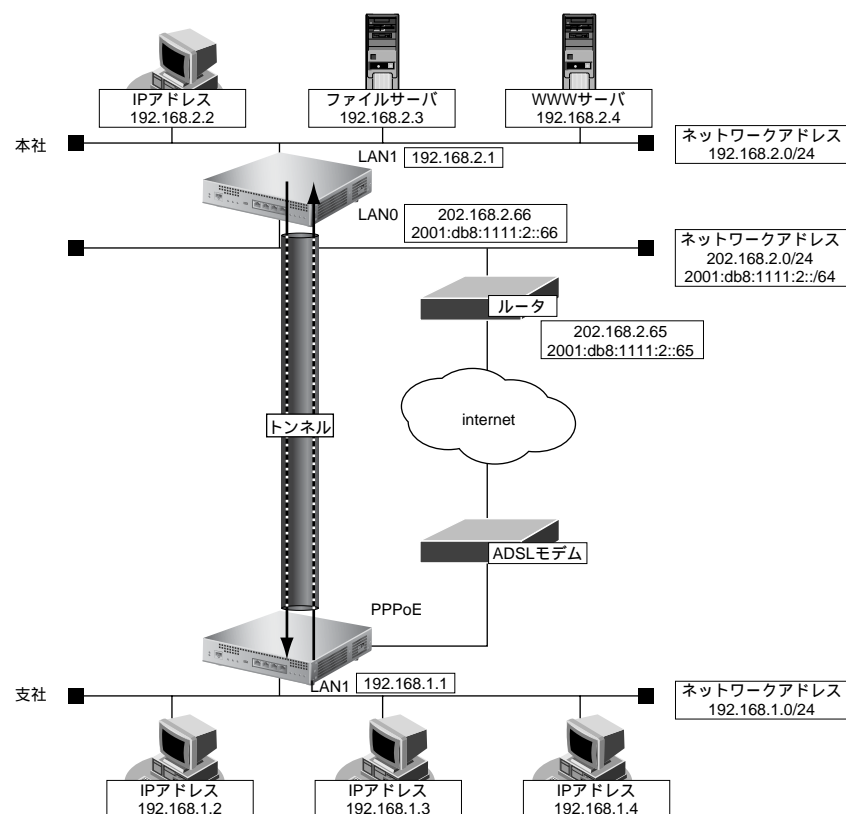 IPアドレス
192.168.2.2
ファイルサーバ
192.168.2.3
WWWサーバ
192.168.2.4
本社
ネットワークアドレス
192.168.2.0/24
LAN1
192.168.2.1
LAN0
202.168.2.66
2001:db8:1111:2::66
ネットワークアドレス
202.168.2.0/24
2001:db8:1111:2::/64
ルータ
202.168.2.65
2001:db8:1111:2::65
internet
トンネル
ADSLモデム
PPPoE
LAN1
192.168.1.1
支社
ネットワークアドレス
192.168.1.0/24
IPアドレス
192.168.1.2
IPアドレス
192.168.1.3
IPアドレス
192.168.1.4